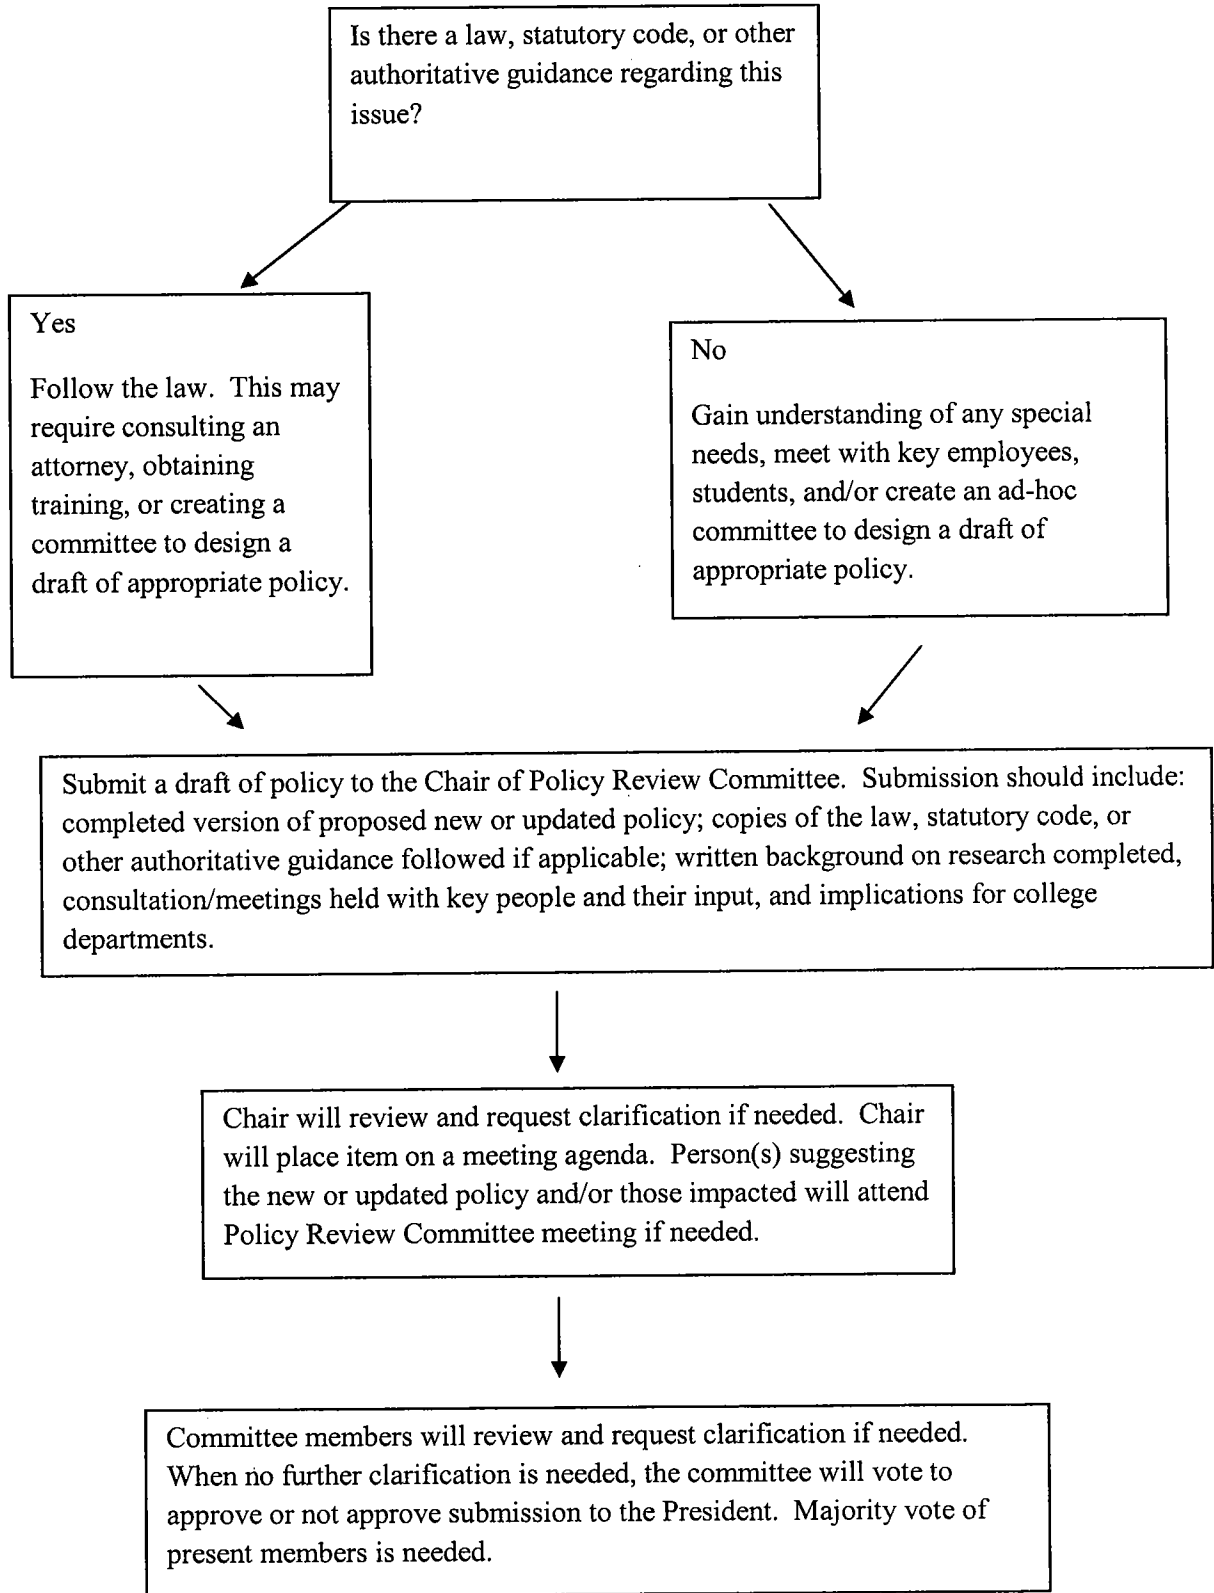 Is there a law, statutory code, or other
authoritative guidance regarding this
issue?
Yes
Follow the law.  This may
require consulting an
attorney, obtaining
training, or creating a
committee to design a
draft of appropriate policy.
No
Gain understanding of any special
needs, meet with key employees,
students, and/or create an ad-hoc
committee to design a draft of
appropriate policy.
Submit a draft of policy to the Chair of Policy Review Committee.  Submission should include:
completed version of proposed new or updated policy; copies of the law, statutory code, or
other authoritative guidance followed if applicable; written background on research completed,
consultation/meetings held with key people and their input, and implications for college
departments.
Chair will review and request clarification if needed.  Chair
will place item on a meeting agenda.  Person(s) suggesting
the new or updated policy and/or those impacted will attend
Policy Review Committee meeting if needed.
Committee members will review and request clarification if needed.
When no further clarification is needed, the committee will vote to
approve or not approve submission to the President.  Majority vote of
present members is needed.